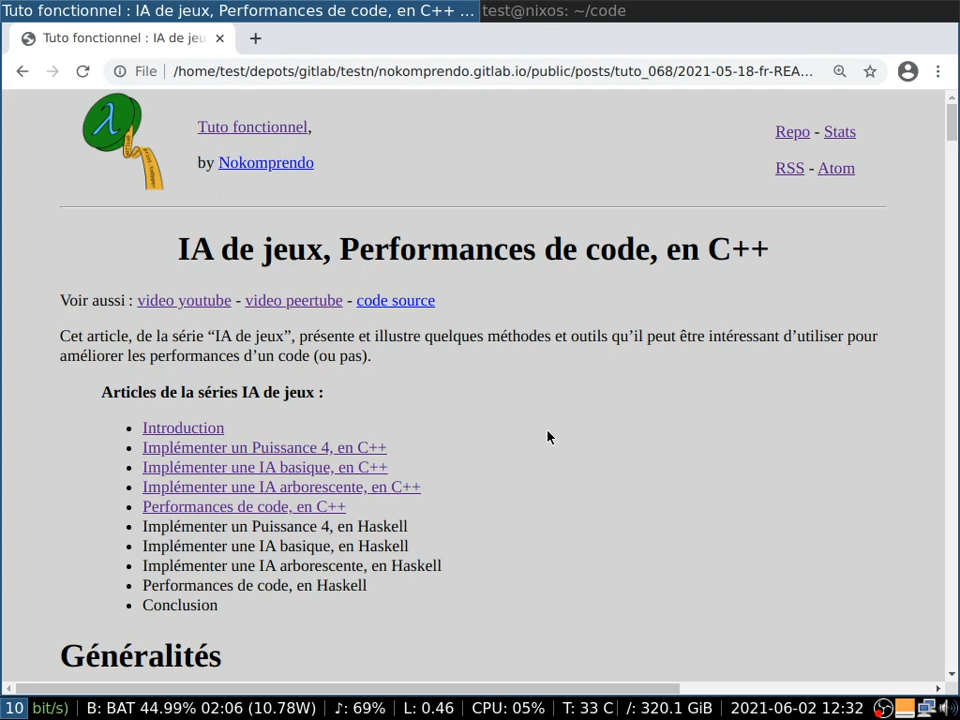 Tuto fonctionnel : IA de jeux, Performances de code, en C++ ... test@nixos: ~/code
Tuto fonctionnel : IA de jeu
File /home/test/depots/gitlab/testn/nokomprendo.gitlab.io/public/posts/tuto_068/2021-05-18-fr-REA...
Tuto fonctionnel,
by Nokomprendo
Repo - Stats
RSS - Atom
IA de jeux, Performances de code, en C++
Voir aussi : video youtube - video peertube - code source
Cet article, de la série “IA de jeux”, présente et illustre quelques méthodes et outils qu’il peut être intéressant d’utiliser pour
améliorer les performances d’un code (ou pas).
Articles de la séries IA de jeux :
Introduction
Implémenter un Puissance 4, en C++
Implémenter une IA basique, en C++
Implémenter une IA arborescente, en C++
Performances de code, en C++
Implémenter un Puissance 4, en Haskell
Implémenter une IA basique, en Haskell
Implémenter une IA arborescente, en Haskell
Performances de code, en Haskell
Conclusion
Généralités
10 bit/s) B: BAT 44.99% 02:06 (10.78W) ♪: 69% L: 0.46 CPU: 05% T: 33 C /: 320.1 GiB 2021-06-02 12:32